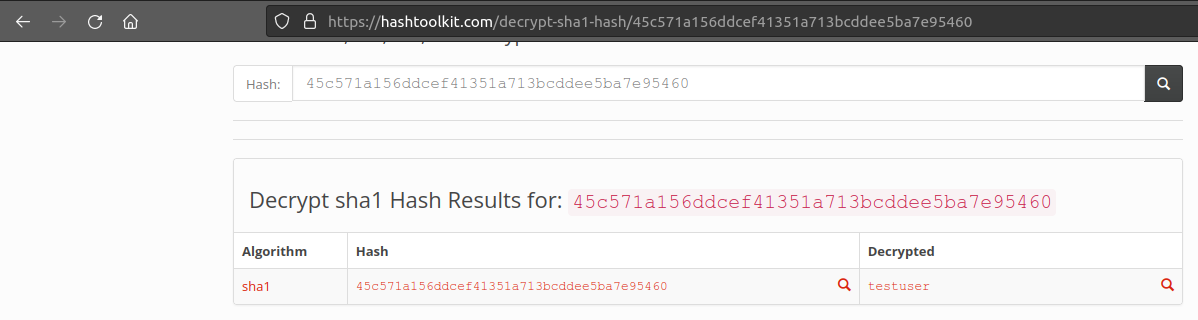 https://hashtoolkit.com/decrypt-sha1-hash/45c571a156ddcef41351a713bcddee5ba7e95460
Hash: 45c571a156ddcef41351a713bcddee5ba7e95460
Decrypt sha1 Hash Results for: 45c571a156ddcef41351a713bcddee5ba7e95460
Algorithm Hash Decrypted
sha1 45c571a156ddcef41351a713bcddee5ba7e95460 testuser